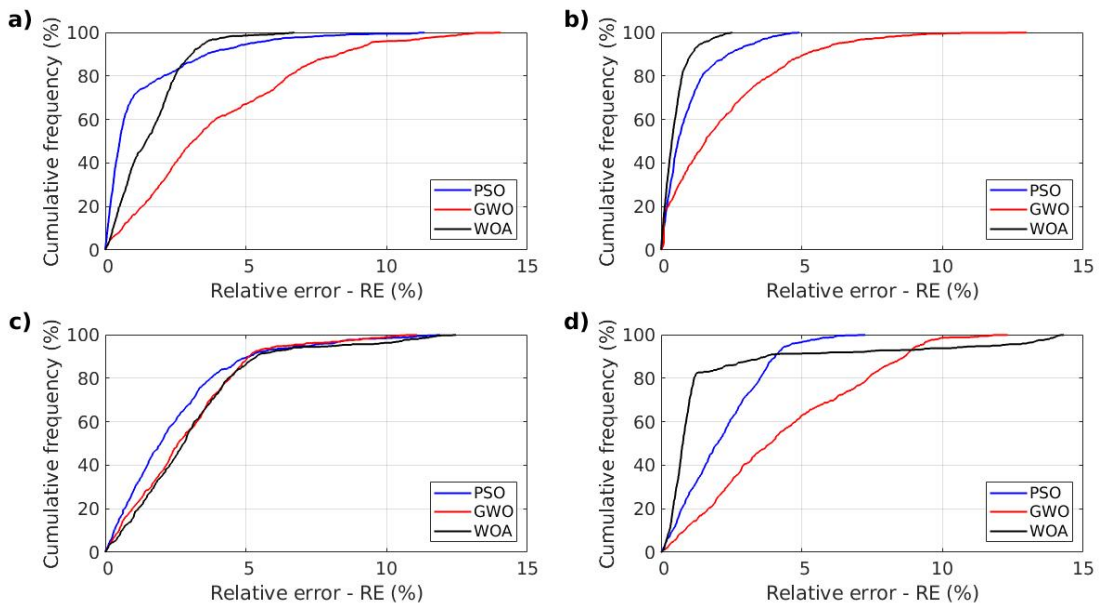 a)
Cumulative frequency (%)
100
80
60
40
20
0
0 5 10 15
Relative error - RE (%)
PSO
GWO
WOA
b)
Cumulative frequency (%)
100
80
60
40
20
0
0 5 10 15
Relative error - RE (%)
PSO
GWO
WOA
c)
Cumulative frequency (%)
100
80
60
40
20
0
0 5 10 15
Relative error - RE (%)
PSO
GWO
WOA
d)
Cumulative frequency (%)
100
80
60
40
20
0
0 5 10 15
Relative error - RE (%)
PSO
GWO
WOA